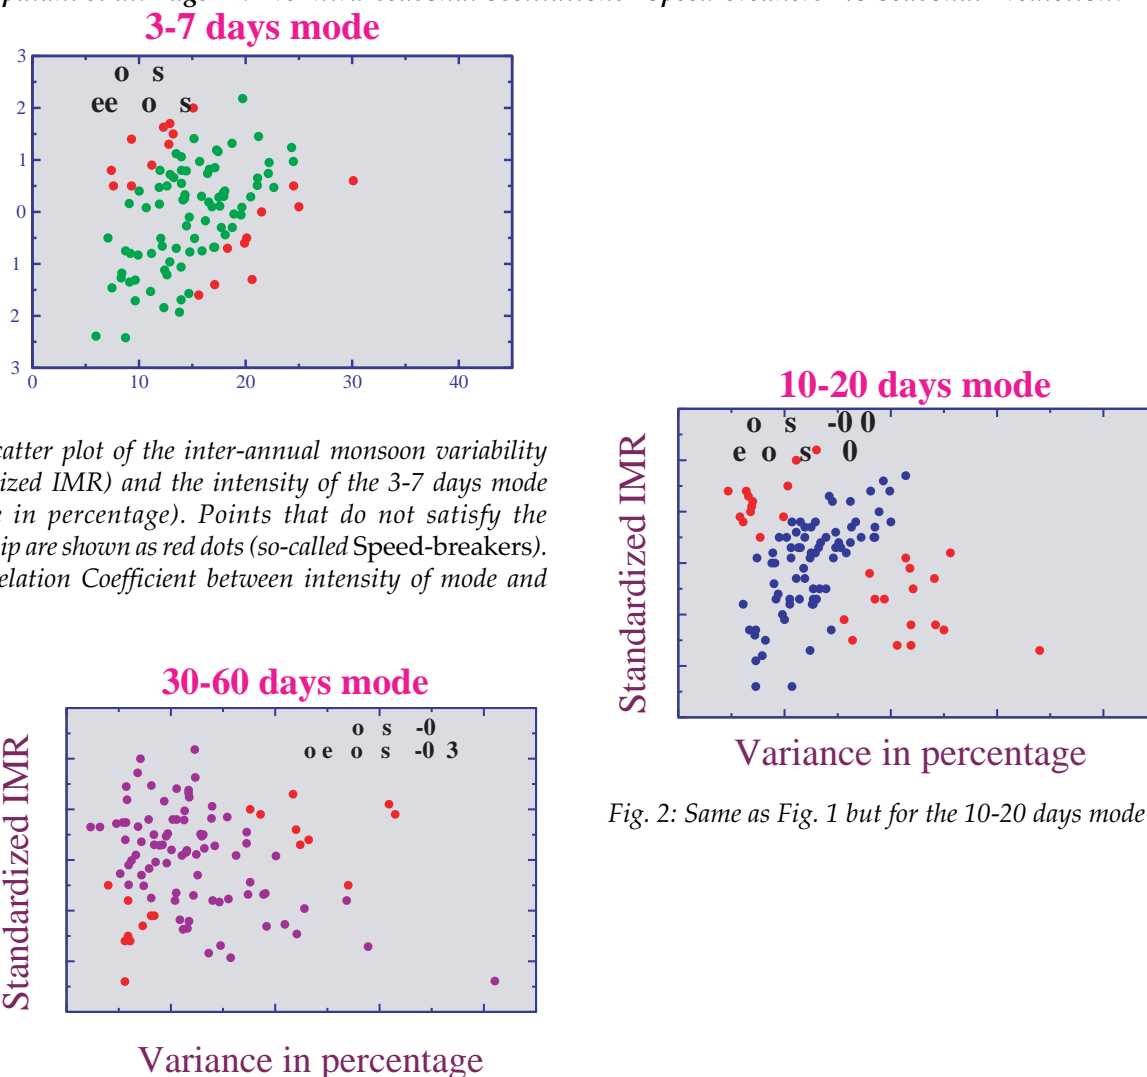 3-7 days mode
o s
ee o s
3
2
1
0
1
2
3
0 10 20 30 40
catter plot of the inter-annual monsoon variability
ized IMR) and the intensity of the 3-7 days mode
e in percentage). Points that do not satisfy the
ip are shown as red dots (so-called Speed-breakers).
elation Coefficient between intensity of mode and
30-60 days mode
o s -0
o e o s -0 3
Standardized IMR
Variance in percentage
10-20 days mode
o s -0 0
e o s 0
Standardized IMR
Variance in percentage
Fig. 2: Same as Fig. 1 but for the 10-20 days mode